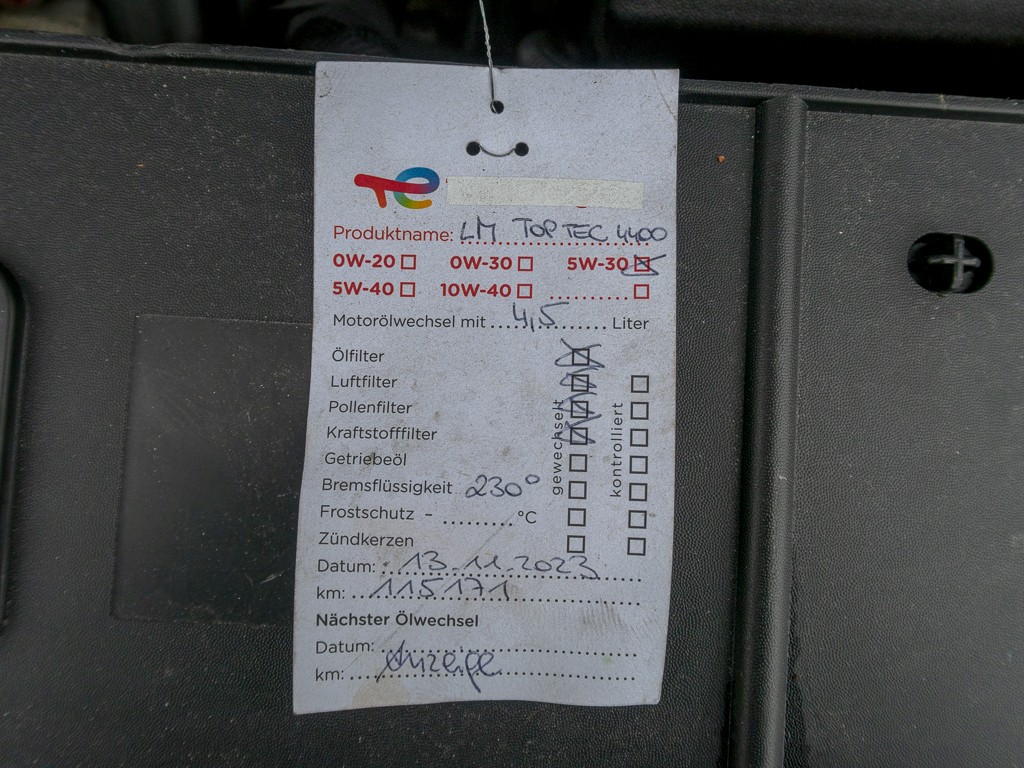 Produktname: LM TOP TEC 4400
0W-20 0W-30 5W-30
5W-40 10W-40 ..........
Motorölwechsel mit ...4,5....... Liter
Ölfilter
Luftfilter
Pollenfilter
Kraftstofffilter
Getriebeöl
Bremsflüssigkeit 230°
Frostschutz - .........°C
Zündkerzen
gewechselt
kontrolliert
Datum: 13.11.2023
km: 115171
Nächster Ölwechsel
Datum:
km: Anzeige